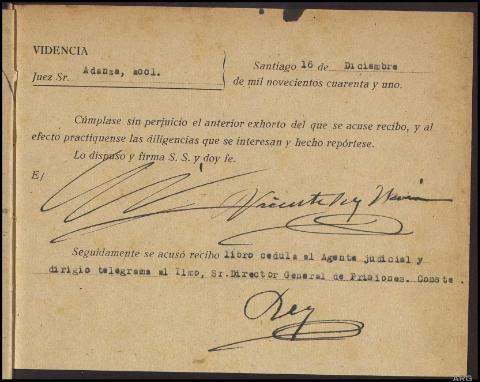 VIDENCIA
Juez Sr. Adanza, accl.
Santiago 16 de Diciembre
de mil novecientos cuarenta y uno.
Cúmplase sin perjuicio el anterior exhorto del que se acuse recibo, y al
efecto practíquense las diligencias que se interesan y hecho repórtese.
Lo dispuso y firma S. S. y doy fe.
E/
Vicente Rey
Seguidamente se acusó recibo libro cedula al Agente judicial y
dirigio telegrama al Ilmo, Sr. Director General de Prisiones. Conste.
Rey
ARG